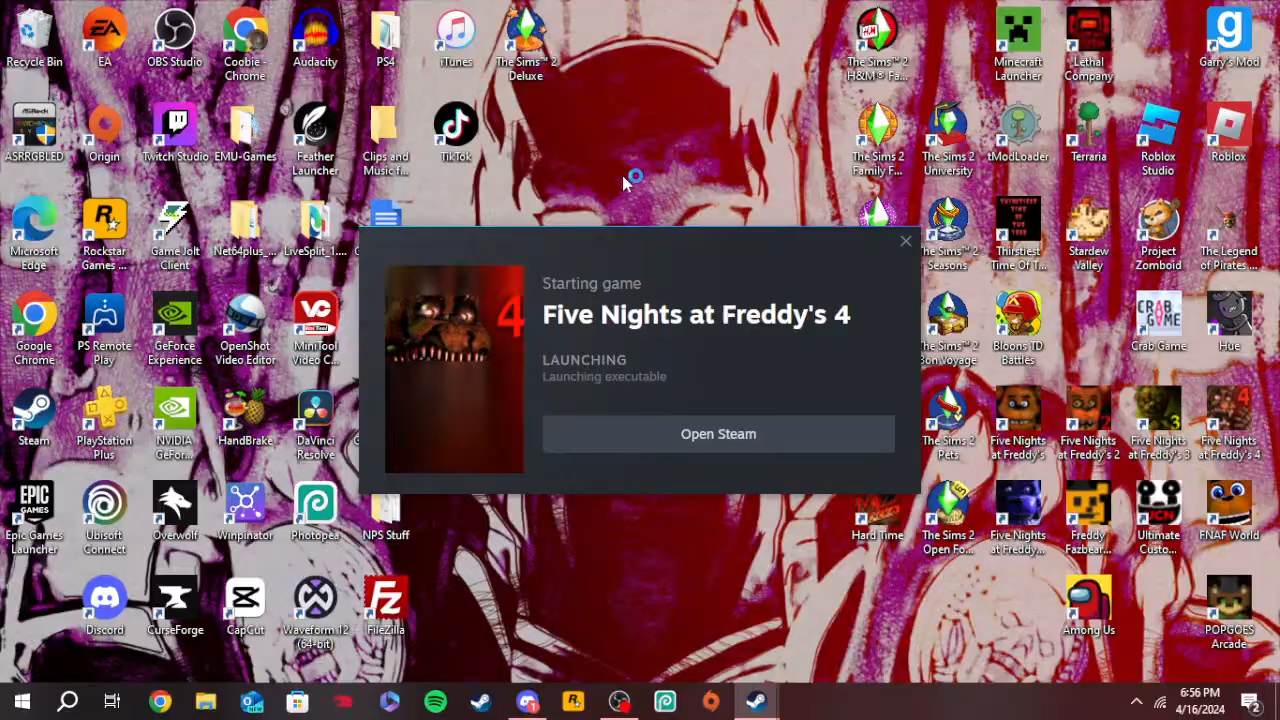 Recycle Bin
EA
OBS Studio
Coobie -
Chrome
Audacity
PS4
iTunes
The Sims™ 2
Deluxe
The Sims™ 2
H&M® Fa...
Minecraft
Launcher
Lethal
Company
Garry's Mod
ASRRGBLED
Origin
Twitch Studio
EMU-Games
Feather
Launcher
Clips and
Music f...
TikTok
The Sims 2
Family F...
The Sims 2
University
tModLoader
Terraria
Roblox
Studio
Roblox
Microsoft
Edge
Rockstar
Games ...
Game Jolt
Client
Net64plus_...
LiveSplit_1....
Seasons
Thirstiest
Time Of T...
Stardew
Valley
Project
Zomboid
The Legend
of Pirates ...
Starting game
Five Nights at Freddy's 4
LAUNCHING
Launching executable
Open Steam
4
Google
Chrome
PS Remote
Play
GeForce
Experience
OpenShot
Video Editor
MiniTool
Video C...
The Sims™ 2
Bon Voyage
Bloons TD
Battles
CRAB
GAME
Crab Game
Hue
Steam
PlayStation
Plus
NVIDIA
GeFor...
HandBrake
DaVinci
Resolve
The Sims 2
Pets
Five Nights
at Freddy's
Five Nights
at Freddy's 2
Five Nights
at Freddy's 3
Five Nights
at Freddy's 4
EPIC
GAMES
Epic Games
Launcher
Ubisoft
Connect
Overwolf
Winpinator
Photopea
NPS Stuff
Hard Time
The Sims 2
Open Fo...
Five Nights
at Freddy...
Freddy
Fazbear...
Ultimate
Custo...
FNAF World
Discord
CurseForge
CapCut
Waveform 12
(64-bit)
FileZilla
Among Us
POPGOES
Arcade
6:56 PM
4/16/2024
2